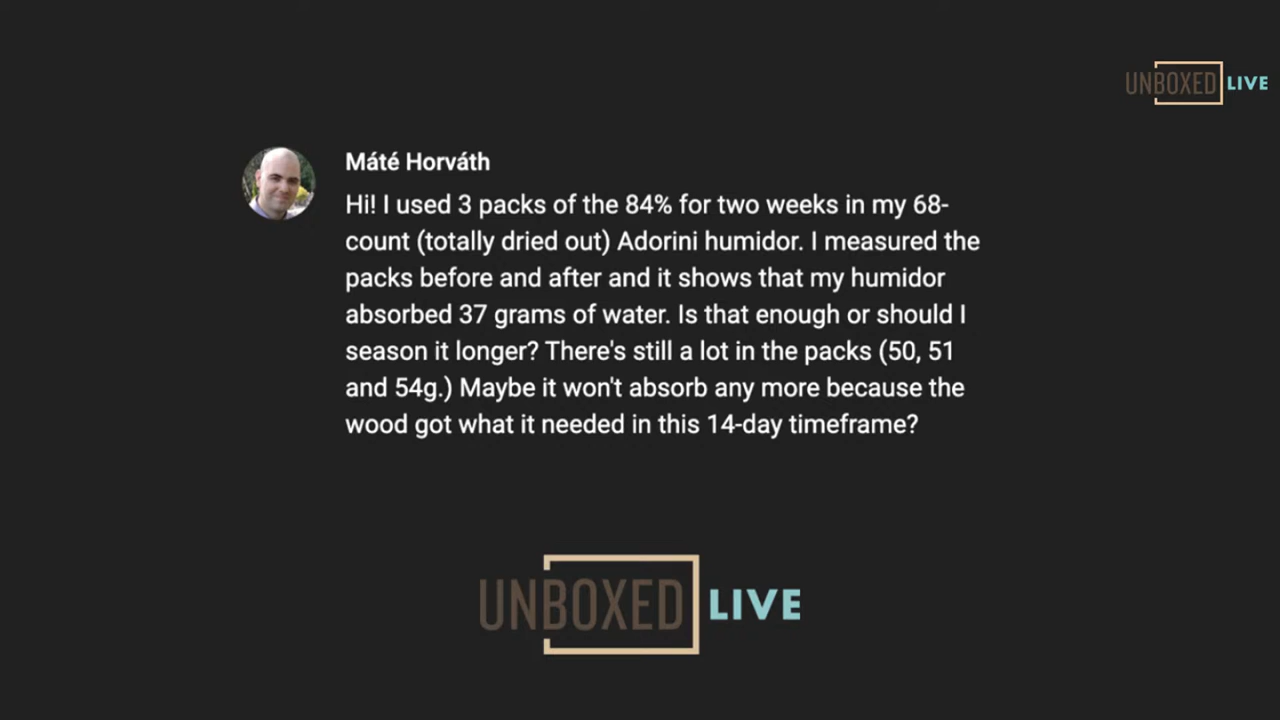 UNBOXED LIVE
Máté Horváth
Hi! I used 3 packs of the 84% for two weeks in my 68-
count (totally dried out) Adorini humidor. I measured the
packs before and after and it shows that my humidor
absorbed 37 grams of water. Is that enough or should I
season it longer? There's still a lot in the packs (50, 51
and 54g.) Maybe it won't absorb any more because the
wood got what it needed in this 14-day timeframe?
UNBOXED LIVE